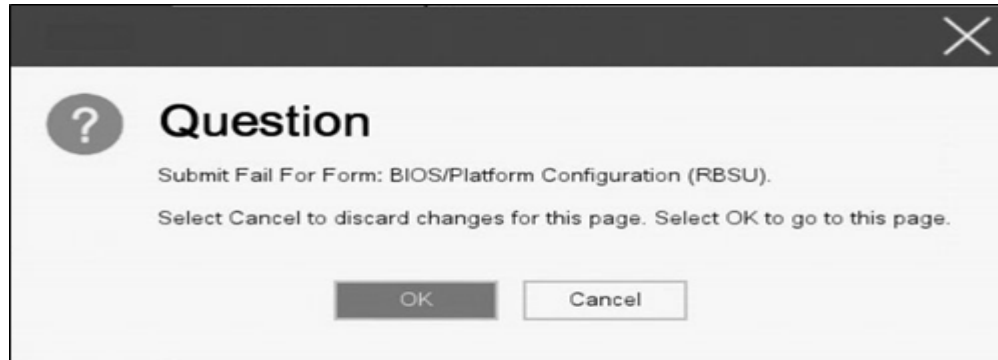 ?
Question
Submit Fail For Form: BIOS/Platform Configuration (RBSU).
Select Cancel to discard changes for this page. Select OK to go to this page.
OK
Cancel